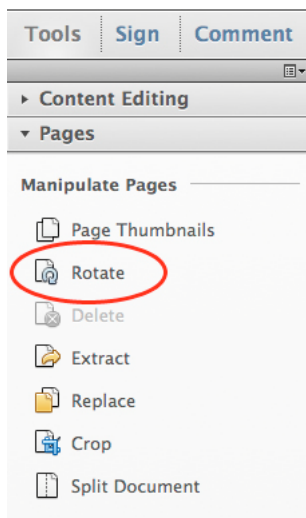 Tools Sign Comment
Content Editing
Pages
Manipulate Pages
Page Thumbnails
Rotate
Delete
Extract
Replace
Crop
Split Document